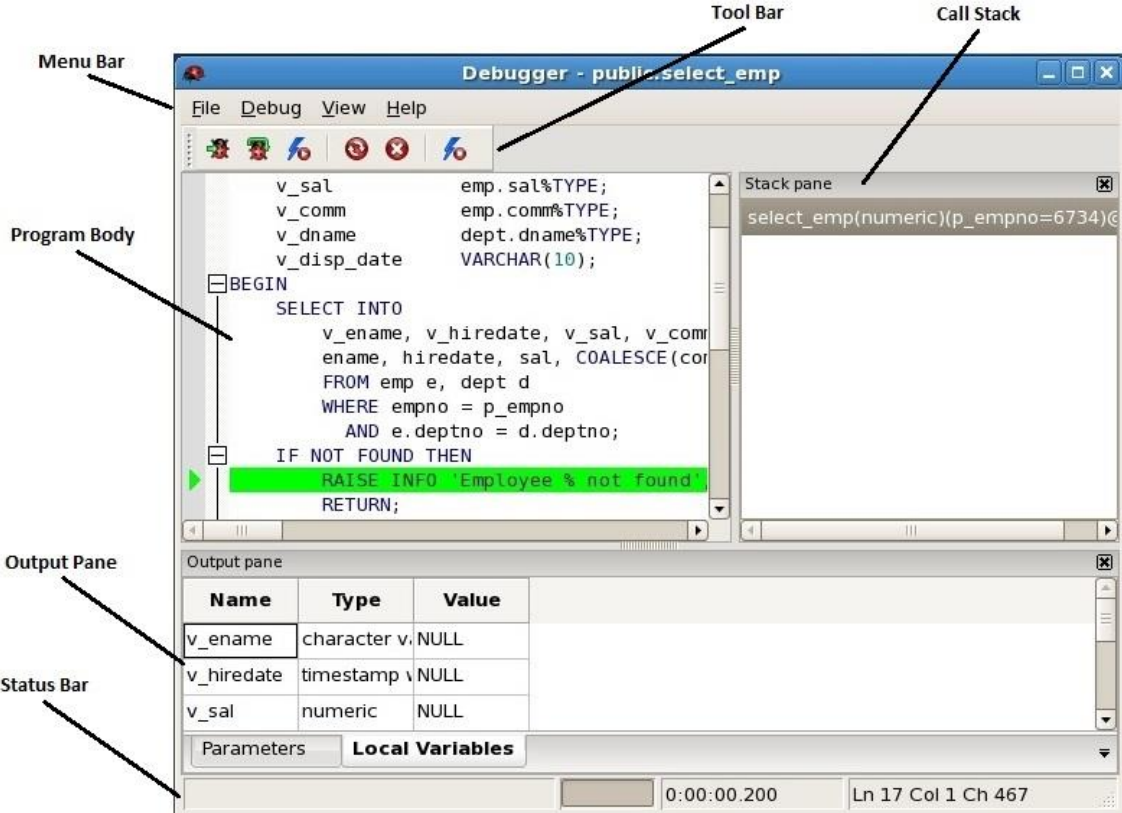 Tool Bar
Call Stack
Menu Bar
Debugger - public.select_emp
File Debug View Help
v_sal emp.sal%TYPE;
v_comm emp.comm%TYPE;
v_dname dept.dname%TYPE;
v_disp_date VARCHAR(10);
BEGIN
SELECT INTO
v_ename, v_hiredate, v_sal, v_comm
ename, hiredate, sal, COALESCE(
FROM emp e, dept d
WHERE empno = p_empno
AND e.deptno = d.deptno;
IF NOT FOUND THEN
RAISE INFO 'Employee % not found'
RETURN;
Program Body
Stack pane
select_emp(numeric)(p_empno=6734)@
Output Pane
Output pane
Name Type Value
v_ename character NULL
v_hiredate timestamp NULL
v_sal numeric NULL
Status Bar
Parameters Local Variables
0:00:00.200 Ln 17 Col 1 Ch 467